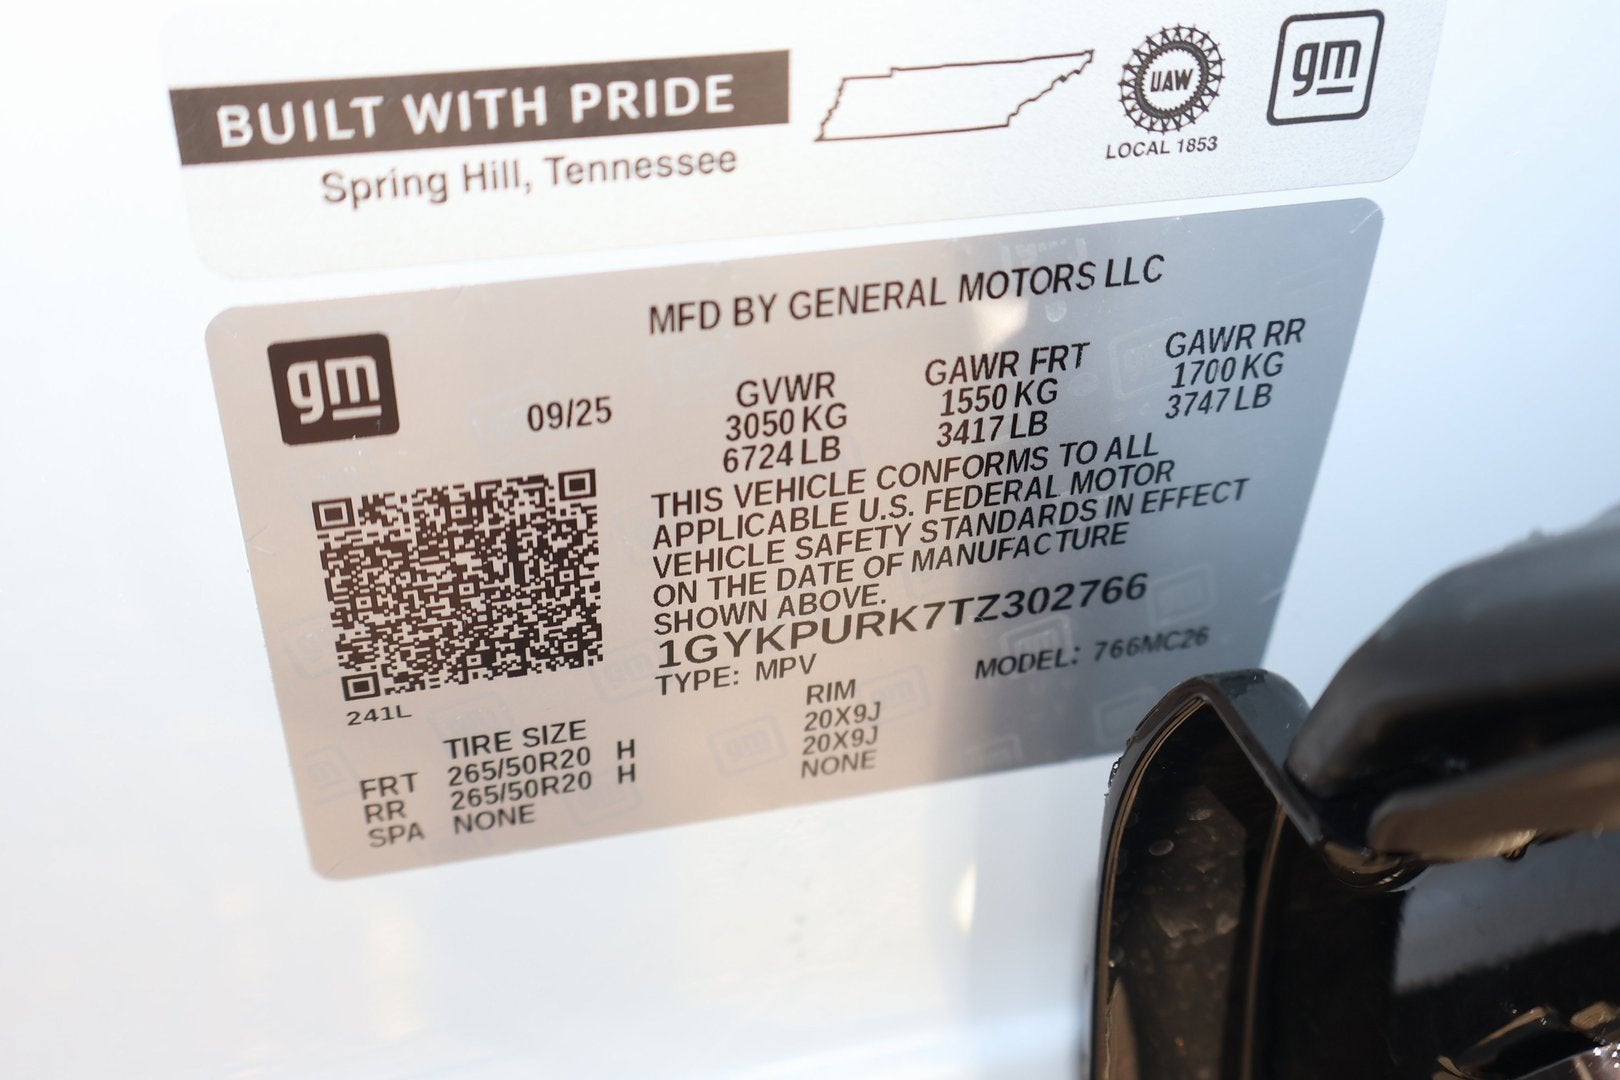 BUILT WITH PRIDE
Spring Hill, Tennessee
UAW
LOCAL 1853
gm
MFD BY GENERAL MOTORS LLC
gm
09/25
GVWR
3050 KG
6724 LB
GAWR FRT
1550 KG
3417 LB
GAWR RR
1700 KG
3747 LB
THIS VEHICLE CONFORMS TO ALL
APPLICABLE U.S. FEDERAL MOTOR
VEHICLE SAFETY STANDARDS IN EFFECT
ON THE DATE OF MANUFACTURE
SHOWN ABOVE.
1GYKPURK7TZ302766
TYPE: MPV MODEL: 766MC26
241L
TIRE SIZE RIM
FRT 265/50R20 H 20X9J
RR 265/50R20 H 20X9J
SPA NONE NONE